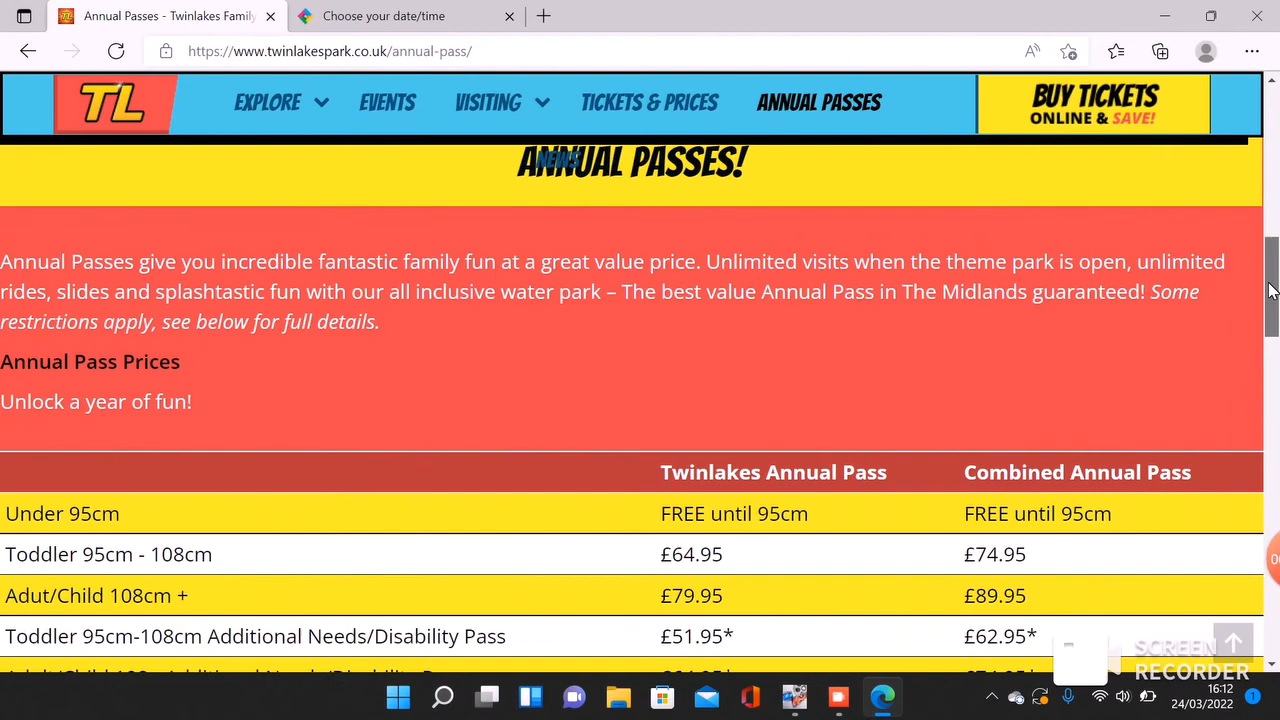 Annual Passes - Twinlakes Family
Choose your date/time
https://www.twinlakespark.co.uk/annual-pass/
TL
EXPLORE
EVENTS
VISITING
TICKETS & PRICES
ANNUAL PASSES
BUY TICKETS
ONLINE & SAVE!
NEWS
ANNUAL PASSES!
Annual Passes give you incredible fantastic family fun at a great value price. Unlimited visits when the theme park is open, unlimited
rides, slides and splashtastic fun with our all inclusive water park – The best value Annual Pass in The Midlands guaranteed! Some
restrictions apply, see below for full details.
Annual Pass Prices
Unlock a year of fun!
Twinlakes Annual Pass Combined Annual Pass
Under 95cm FREE until 95cm FREE until 95cm
Toddler 95cm - 108cm £64.95 £74.95
Adut/Child 108cm + £79.95 £89.95
Toddler 95cm-108cm Additional Needs/Disability Pass £51.95* £62.95*
SCREEN
RECORDER
16:12
24/03/2022
1